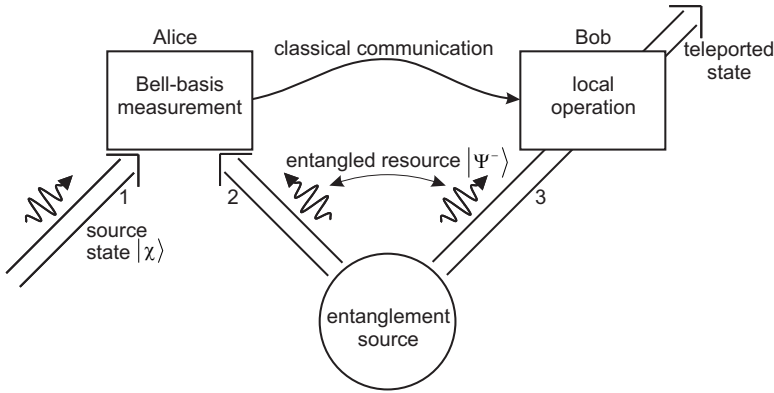 Alice
Bob
classical communication
teleported
state
Bell-basis
measurement
local
operation
entangled resource |Ψ⁻⟩
1
2
3
source
state |χ⟩
entanglement
source